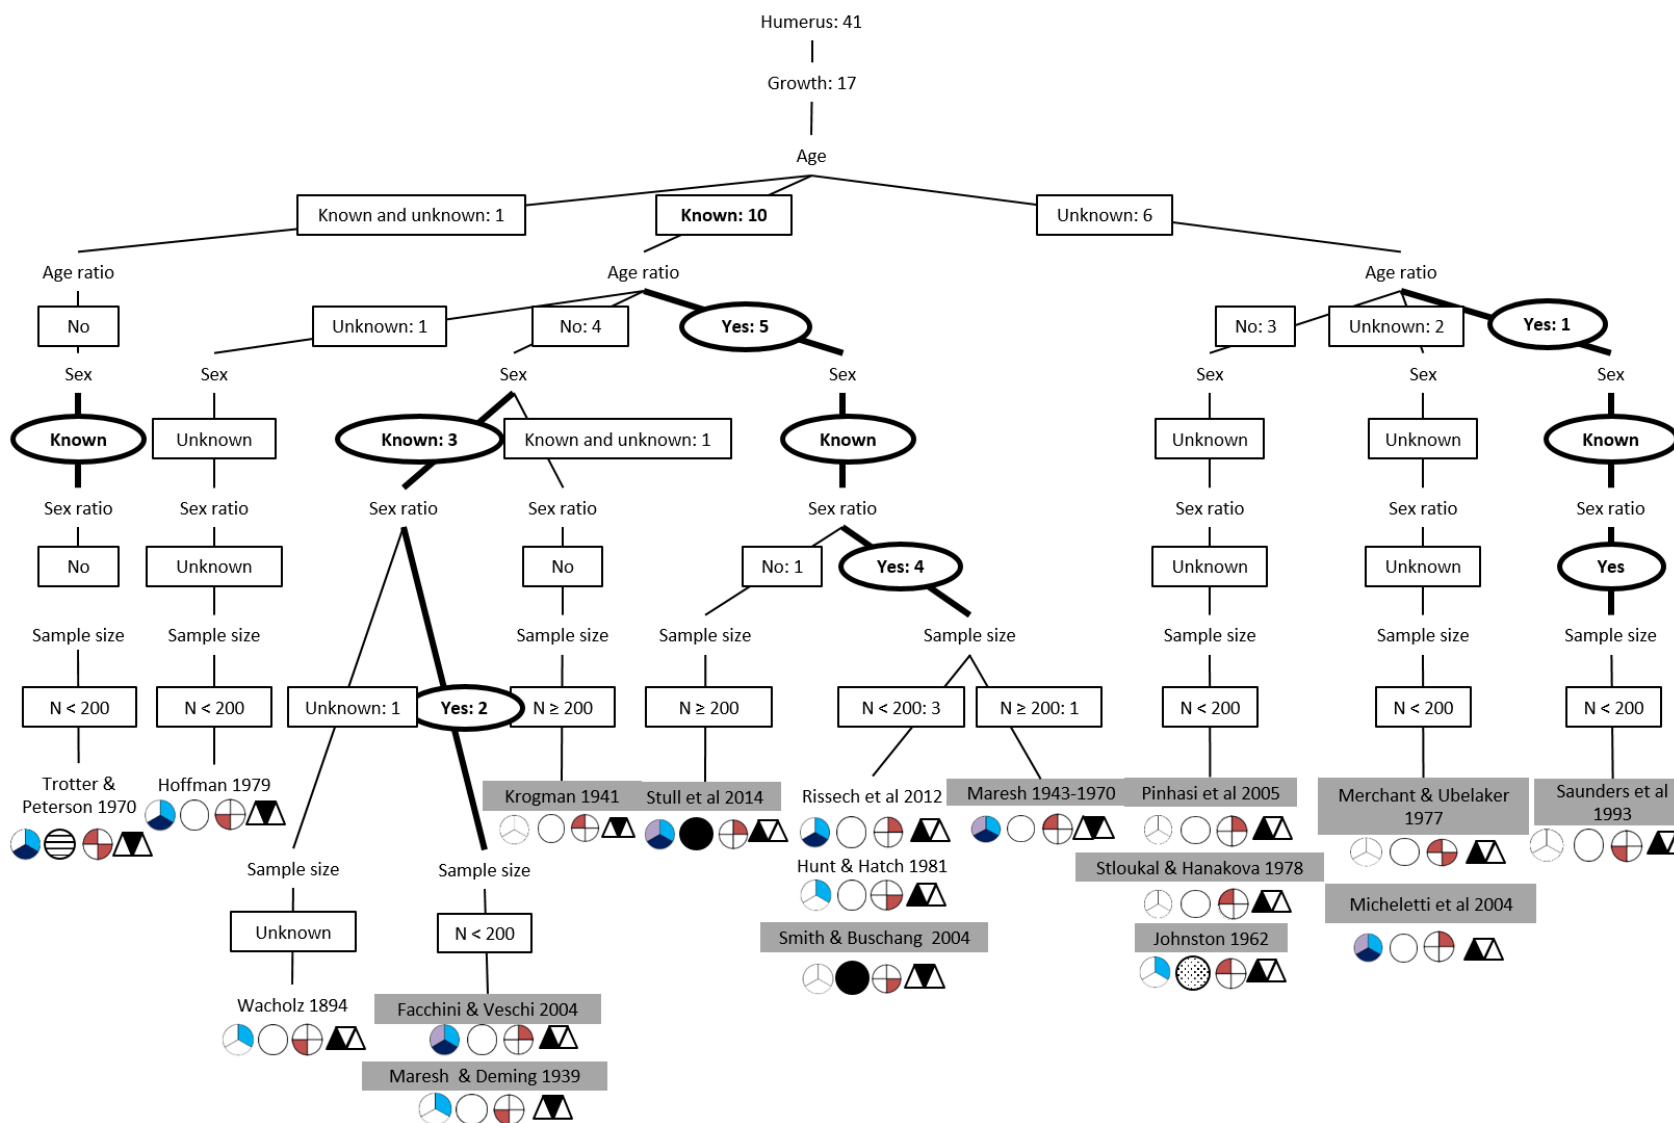 Humerus: 41
Growth: 17
Age
Known and unknown: 1
Known: 10
Unknown: 6
Age ratio
Age ratio
Age ratio
No
Unknown: 1
No: 4
Yes: 5
No: 3
Unknown: 2
Yes: 1
Sex
Sex
Sex
Sex
Sex
Sex
Sex
Known
Unknown
Known: 3
Known and unknown: 1
Known
Unknown
Unknown
Known
Sex ratio
Sex ratio
Sex ratio
Sex ratio
Sex ratio
Sex ratio
Sex ratio
Sex ratio
No
Unknown
No
No: 1
Yes: 4
Unknown
Unknown
Yes
Sample size
Sample size
Sample size
Sample size
Sample size
Sample size
Sample size
Sample size
N < 200
N < 200
Unknown: 1
Yes: 2
N ≥ 200
N ≥ 200
N < 200: 3
N ≥ 200: 1
N < 200
N < 200
N < 200
Trotter &
Peterson 1970
Hoffman 1979
Krogman 1941
Stull et al 2014
Rissech et al 2012
Maresh 1943-1970
Pinhasi et al 2005
Merchant & Ubelaker
1977
Saunders et al
1993
Sample size
Sample size
Hunt & Hatch 1981
Stloukal & Hanakova 1978
Unknown
N < 200
Smith & Buschang 2004
Johnston 1962
Micheletti et al 2004
Wacholz 1894
Facchini & Veschi 2004
Maresh & Deming 1939